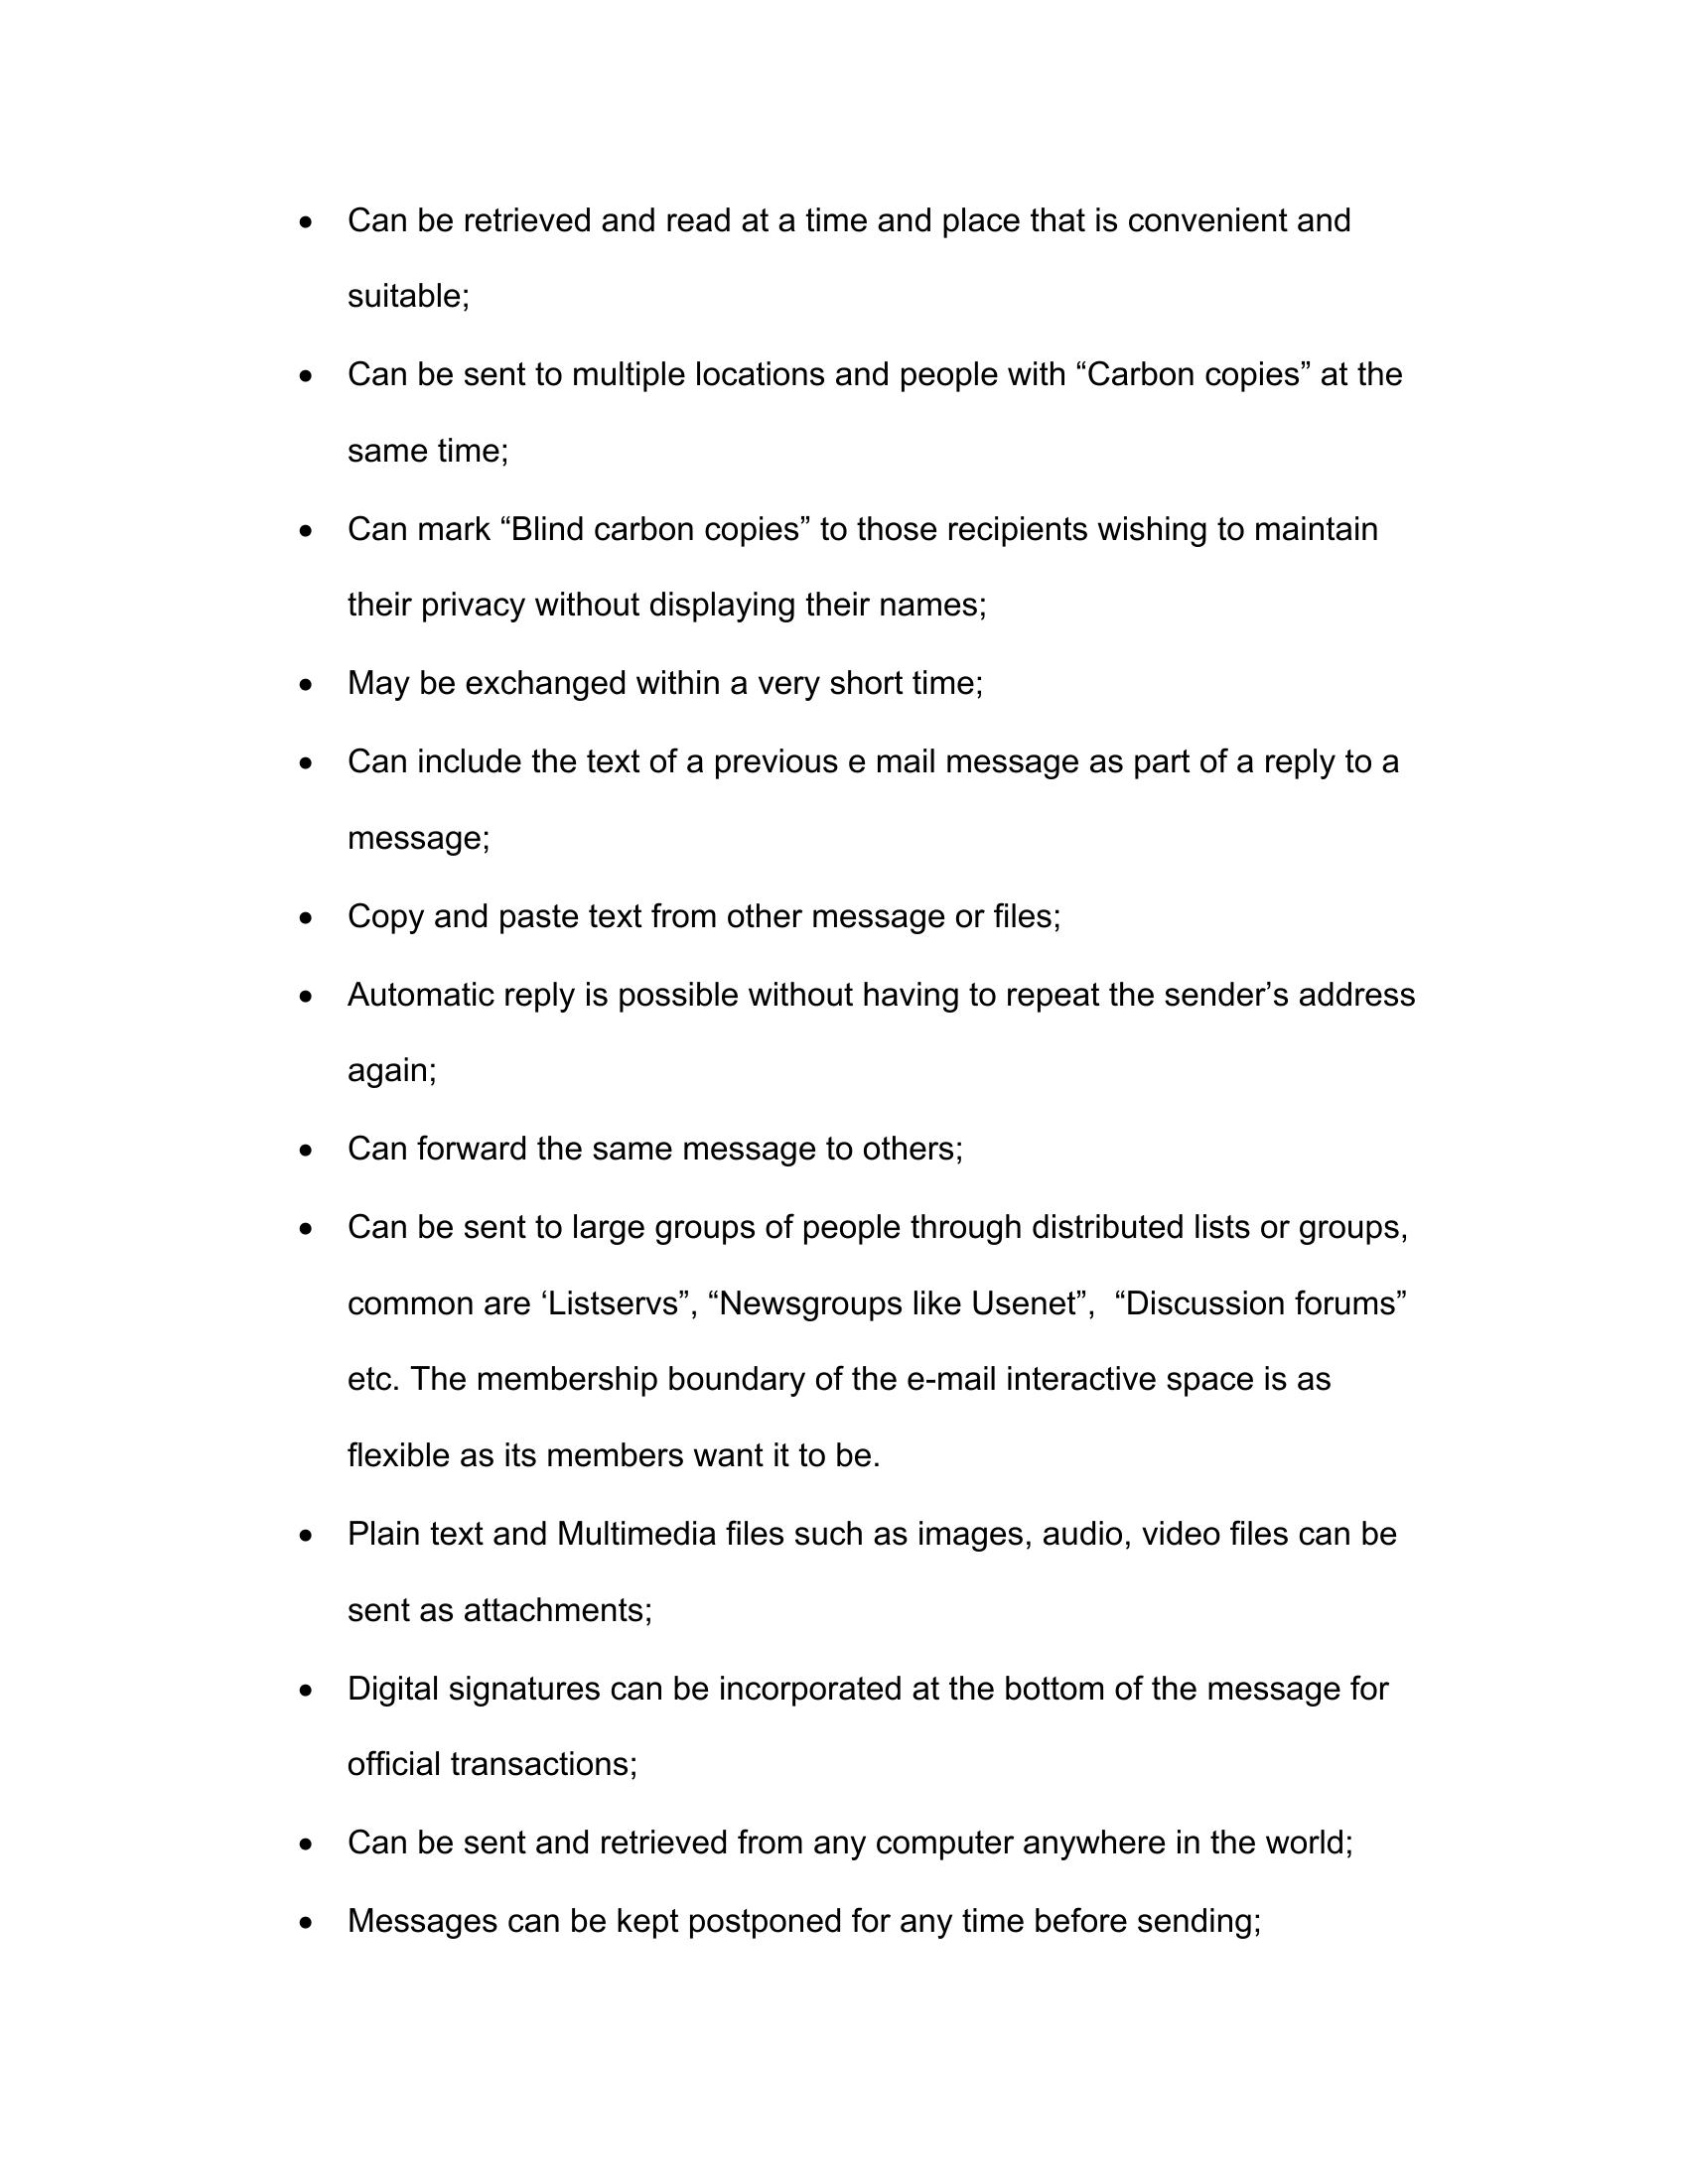 • Can be retrieved and read at a time and place that is convenient and
suitable;
• Can be sent to multiple locations and people with “Carbon copies” at the
same time;
• Can mark “Blind carbon copies” to those recipients wishing to maintain
their privacy without displaying their names;
• May be exchanged within a very short time;
• Can include the text of a previous e mail message as part of a reply to a
message;
• Copy and paste text from other message or files;
• Automatic reply is possible without having to repeat the sender’s address
again;
• Can forward the same message to others;
• Can be sent to large groups of people through distributed lists or groups,
common are ‘Listservs”, “Newsgroups like Usenet”,  “Discussion forums”
etc. The membership boundary of the e-mail interactive space is as
flexible as its members want it to be.
• Plain text and Multimedia files such as images, audio, video files can be
sent as attachments;
• Digital signatures can be incorporated at the bottom of the message for
official transactions;
• Can be sent and retrieved from any computer anywhere in the world;
• Messages can be kept postponed for any time before sending;